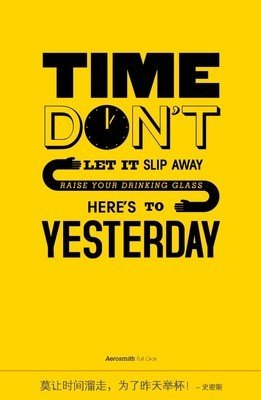 TIME
DON'T
LET IT SLIP AWAY
RAISE YOUR DRINKING GLASS
HERE'S TO
YESTERDAY
Aerosmith Full Circle
莫让时间溜走，为了昨天举杯！ – 史密斯